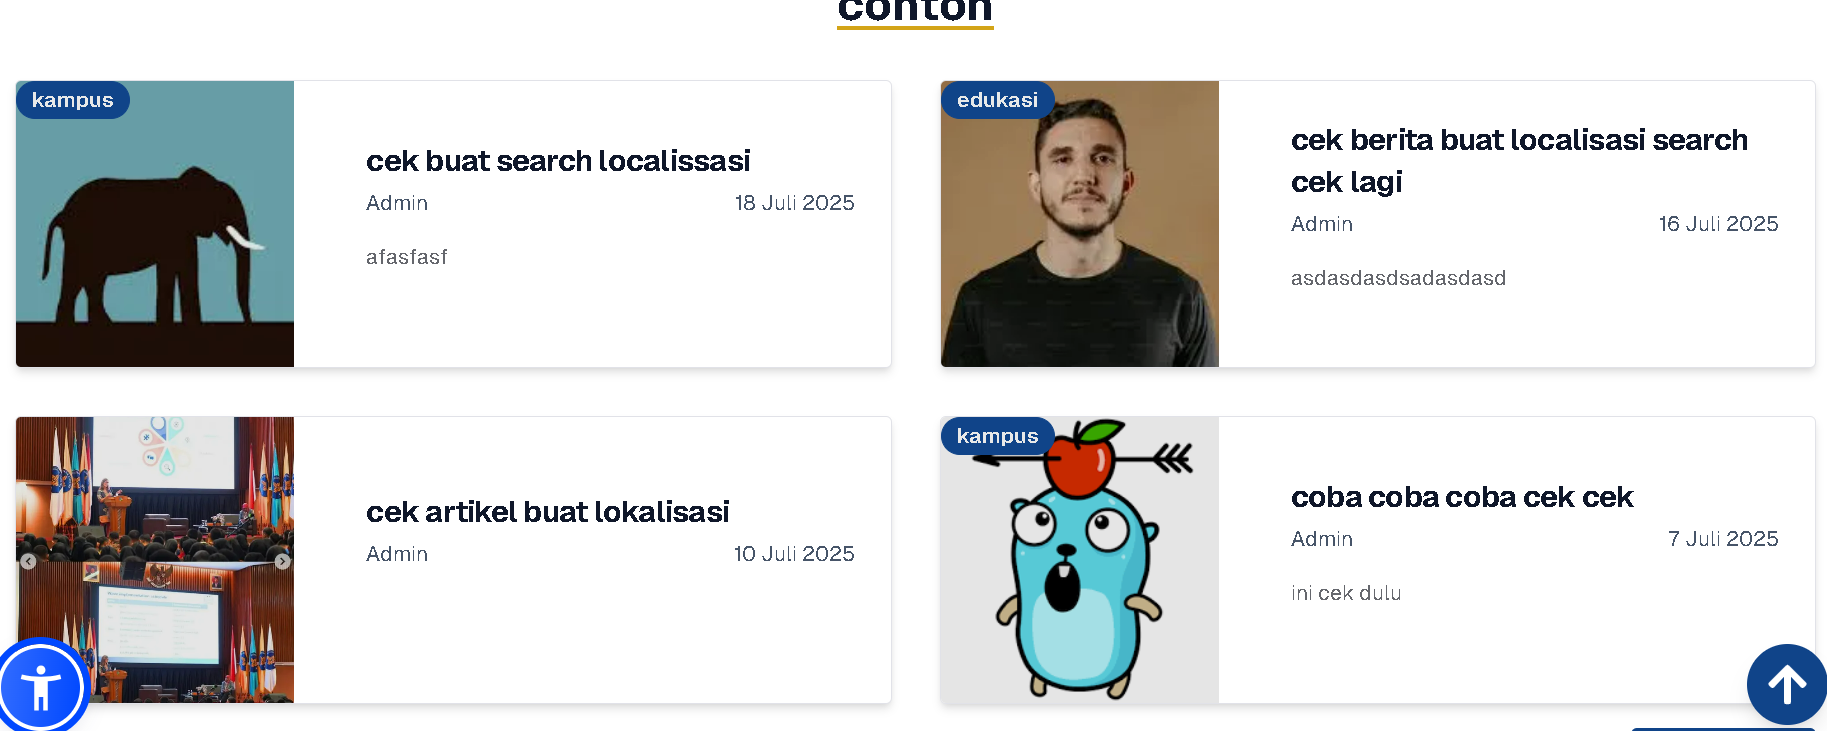 conton
kampus
cek buat search localissasi
Admin
18 Juli 2025
afasfasf
edukasi
cek berita buat localisasi search
cek lagi
Admin
16 Juli 2025
asdasdasdsadasdasd
cek artikel buat lokalisasi
Admin
10 Juli 2025
kampus
coba coba coba cek cek
Admin
7 Juli 2025
ini cek dulu